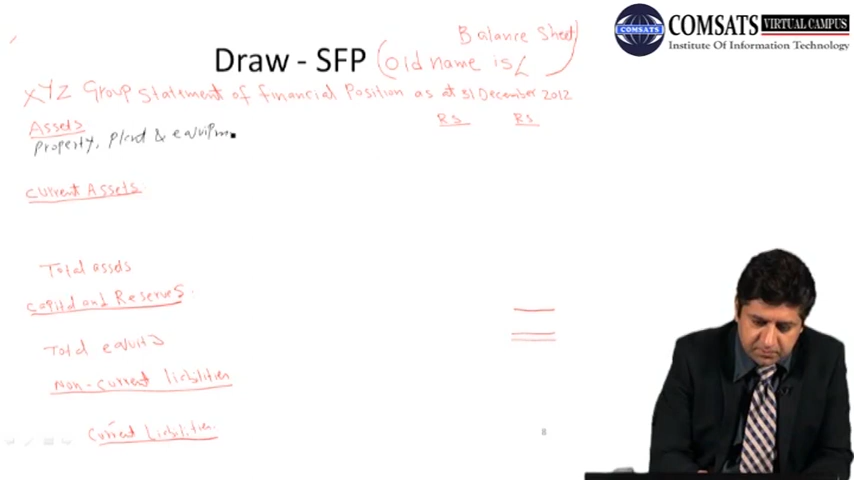 COMSATS VIRTUAL CAMPUS
Institute Of Information Technology
COMSATS
Balance Sheet
Draw - SFP (Old name is)
XYZ Group Statement of Financial Position as at 31 December 2012
Assets Rs Rs
Property, Plant & equipm
Current Assets
Total assets
Capital and Reserves
Total equity
Non-current liabilities
Current Liabilities
8